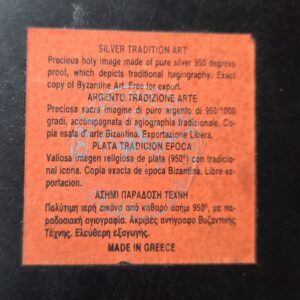 SILVER TRADITION ART
Precious holy image made of pure silver 950 degrees
proof, which depicts traditional hagiography. Exact
copy of Byzantine Art. Free for export.
ARGENTO TRADIZIONE ARTE
Preciosa sacra imagine di puro argento di 950/1000
gradi, accompagnata di agiographia tradizionale. Co-
pia esata d'arte Bizantina. Exportazione Libera.
PLATA TRADICION EPOCA
Valiosa imagen religiosa de plata (950°) con tradicio-
nal icona. Copia exacta de epoca Bizantina. Libre ex-
portacion.
ΑΣΗΜΙ ΠΑΡΑΔΟΣΗ ΤΕΧΝΗ
Πολύτιμη ιερή εικόνα από καθαρό ασήμι 950°, με πα-
ραδοσιακή αγιογραφία. Ακριβές αντίγραφο Βυζαντινής
Τέχνης. Ελεύθερη εξαγωγής.
MADE IN GREECE